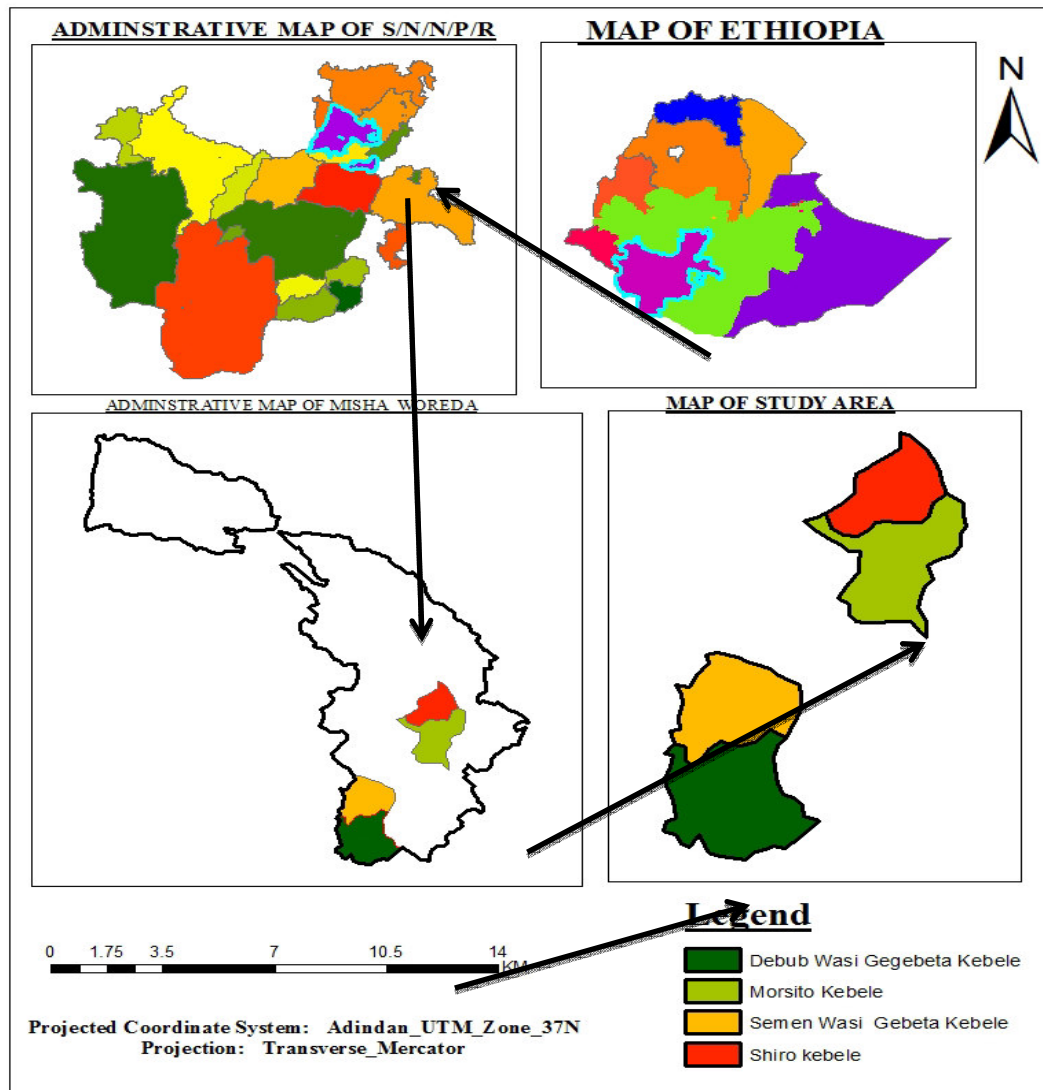 ADMINSTRATIVE MAP OF S/N/N/P/R
MAP OF ETHIOPIA
N
ADMINSTRATIVE MAP OF MISHA WOREDA
MAP OF STUDY AREA
0 1.75 3.5 7 10.5 14
KM
Projected Coordinate System: Adindan_UTM_Zone_37N
Projection: Transverse_Mercator
Legend
Debub Wasi Gegebeta Kebele
Morsito Kebele
Semen Wasi Gebeta Kebele
Shiro kebele